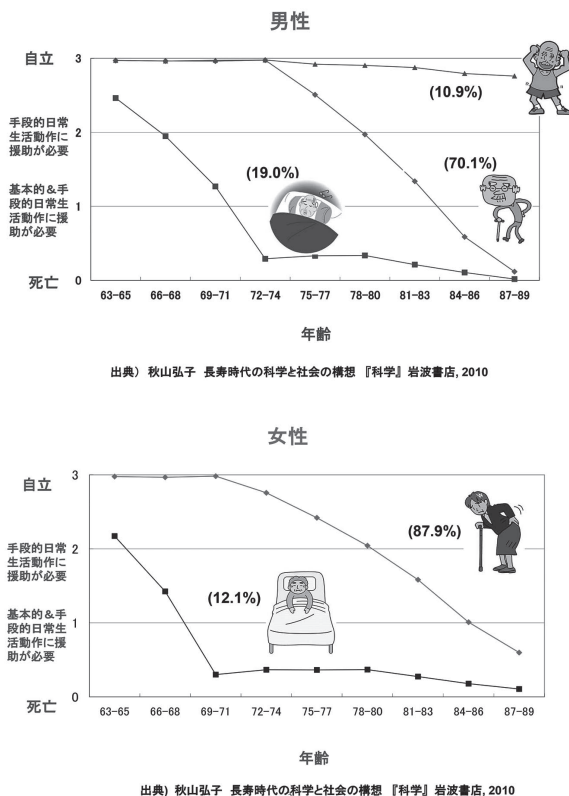 男性
自立
3
手段的日常
生活動作に
援助が必要
2
基本的&手
段的日常生
活動作に援
助が必要
1
死亡
0
(10.9%)
(19.0%)
(70.1%)
63-65 66-68 69-71 72-74 75-77 78-80 81-83 84-86 87-89
年齢
出典) 秋山弘子 長寿時代の科学と社会の構想 『科学』 岩波書店, 2010
女性
自立
3
手段的日常
生活動作に
援助が必要
2
基本的&手
段的日常生
活動作に援
助が必要
1
死亡
0
(87.9%)
(12.1%)
63-65 66-68 69-71 72-74 75-77 78-80 81-83 84-86 87-89
年齢
出典) 秋山弘子 長寿時代の科学と社会の構想 『科学』 岩波書店, 2010